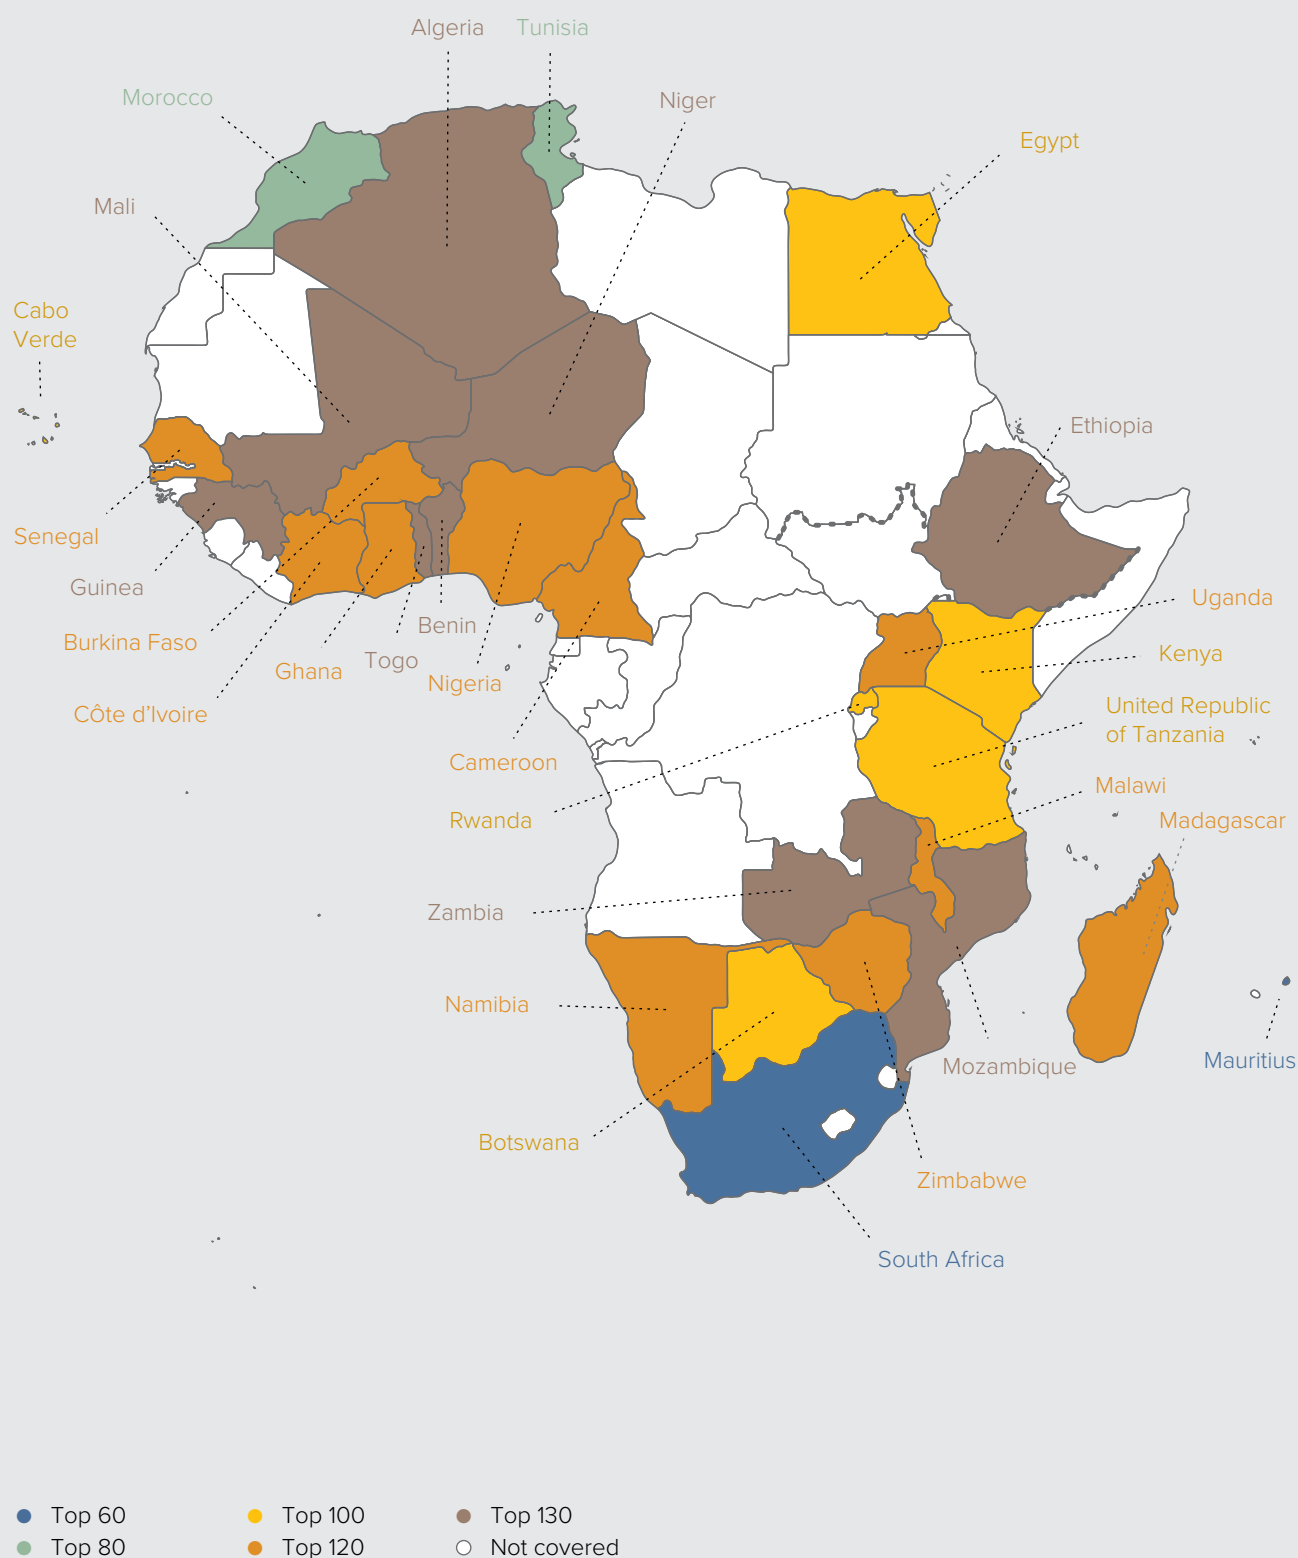 Algeria
Tunisia
Morocco
Niger
Egypt
Mali
Cabo
Verde
Ethiopia
Senegal
Guinea
Uganda
Benin
Burkina Faso
Kenya
Togo
Ghana
Nigeria
United Republic
of Tanzania
Côte d'Ivoire
Cameroon
Malawi
Rwanda
Madagascar
Zambia
Namibia
Mauritius
Mozambique
Botswana
Zimbabwe
South Africa
Top 60
Top 100
Top 130
Top 80
Top 120
Not covered